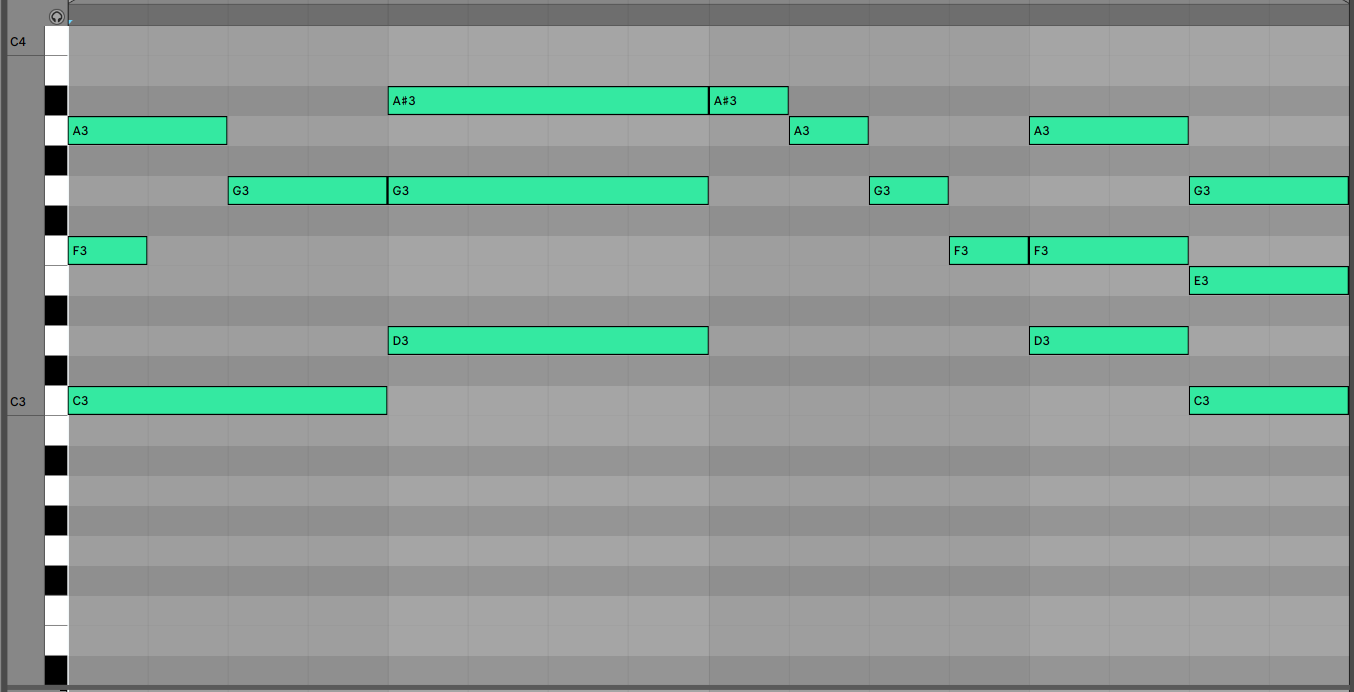 C4
A#3 A#3
A3 A3 A3
G3 G3 G3 G3
F3 F3 F3
E3
D3 D3
C3 C3 C3